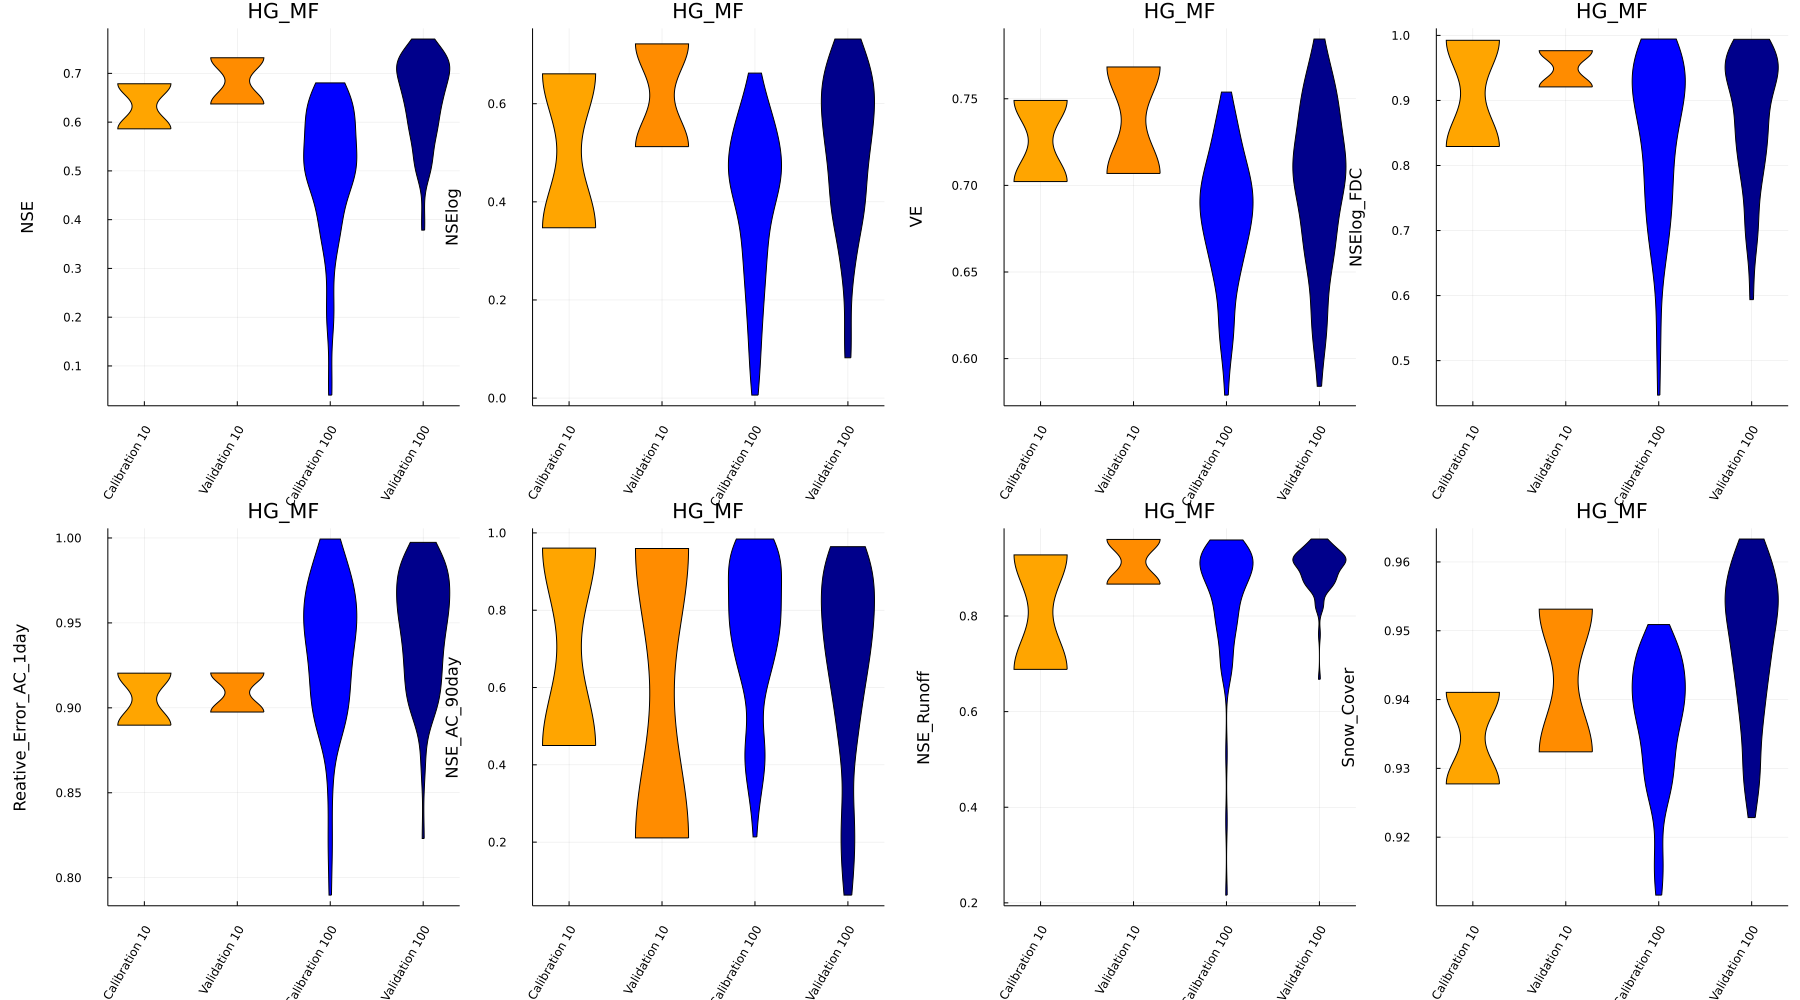 HG_MF
HG_MF
HG_MF
HG_MF
NSE
0.7
0.6
0.5
0.4
0.3
0.2
0.1
Calibration 10
Validation 10
Calibration 100
Validation 100
NSElog
0.6
0.4
0.2
0.0
Calibration 10
Validation 10
Calibration 100
Validation 100
VE
0.75
0.70
0.65
0.60
Calibration 10
Validation 10
Calibration 100
Validation 100
NSElog_FDC
1.0
0.9
0.8
0.7
0.6
0.5
Calibration 10
Validation 10
Calibration 100
Validation 100
HG_MF
HG_MF
HG_MF
HG_MF
Reative_Error_AC_1day
1.00
0.95
0.90
0.85
0.80
Calibration 10
Validation 10
Calibration 100
Validation 100
NSE_AC_90day
1.0
0.8
0.6
0.4
0.2
Calibration 10
Validation 10
Calibration 100
Validation 100
NSE_Runoff
0.8
0.6
0.4
0.2
Calibration 10
Validation 10
Calibration 100
Validation 100
Snow_Cover
0.96
0.95
0.94
0.93
0.92
Calibration 10
Validation 10
Calibration 100
Validation 100